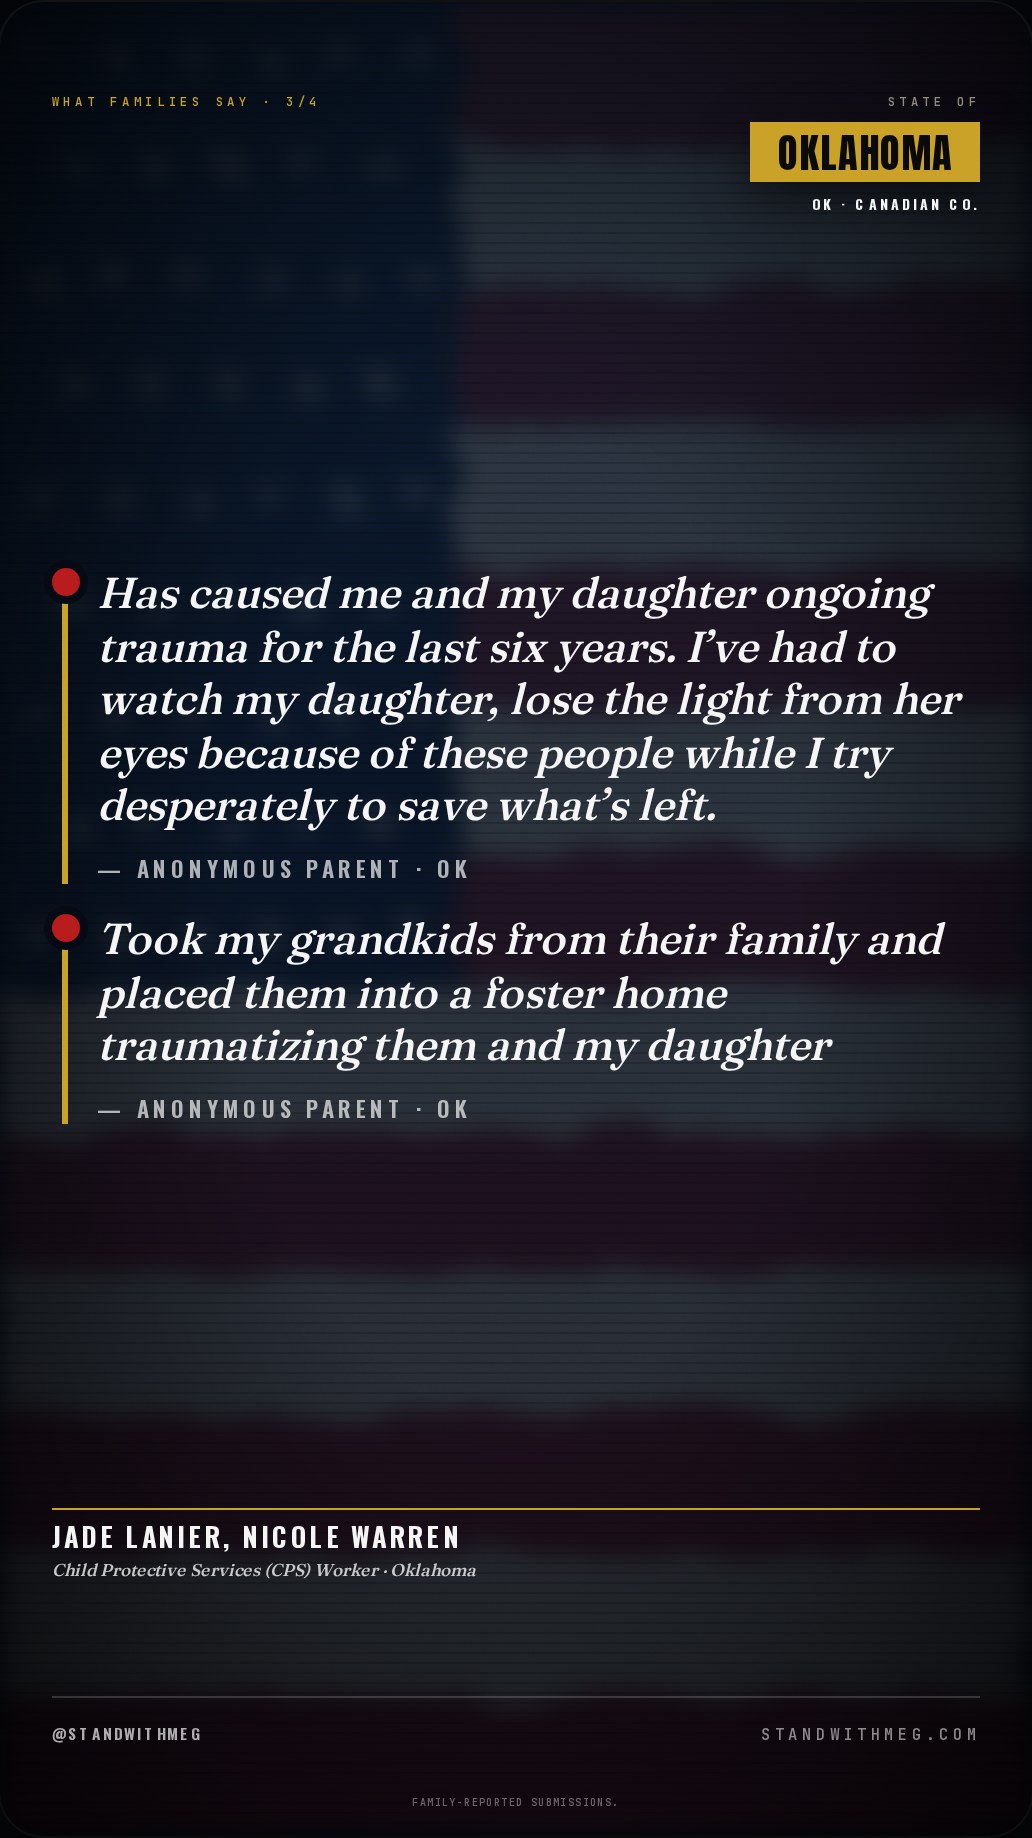 WHAT FAMILIES SAY · 3/4
STATE OF
OKLAHOMA
OK · CANADIAN CO.
Has caused me and my daughter ongoing
trauma for the last six years. I’ve had to
watch my daughter, lose the light from her
eyes because of these people while I try
desperately to save what’s left.
— ANONYMOUS PARENT · OK
Took my grandkids from their family and
placed them into a foster home
traumatizing them and my daughter
— ANONYMOUS PARENT · OK
JADE LANIER, NICOLE WARREN
Child Protective Services (CPS) Worker · Oklahoma
@STANDWITHMEG
STANDWITHMEG.COM
FAMILY-REPORTED SUBMISSIONS.